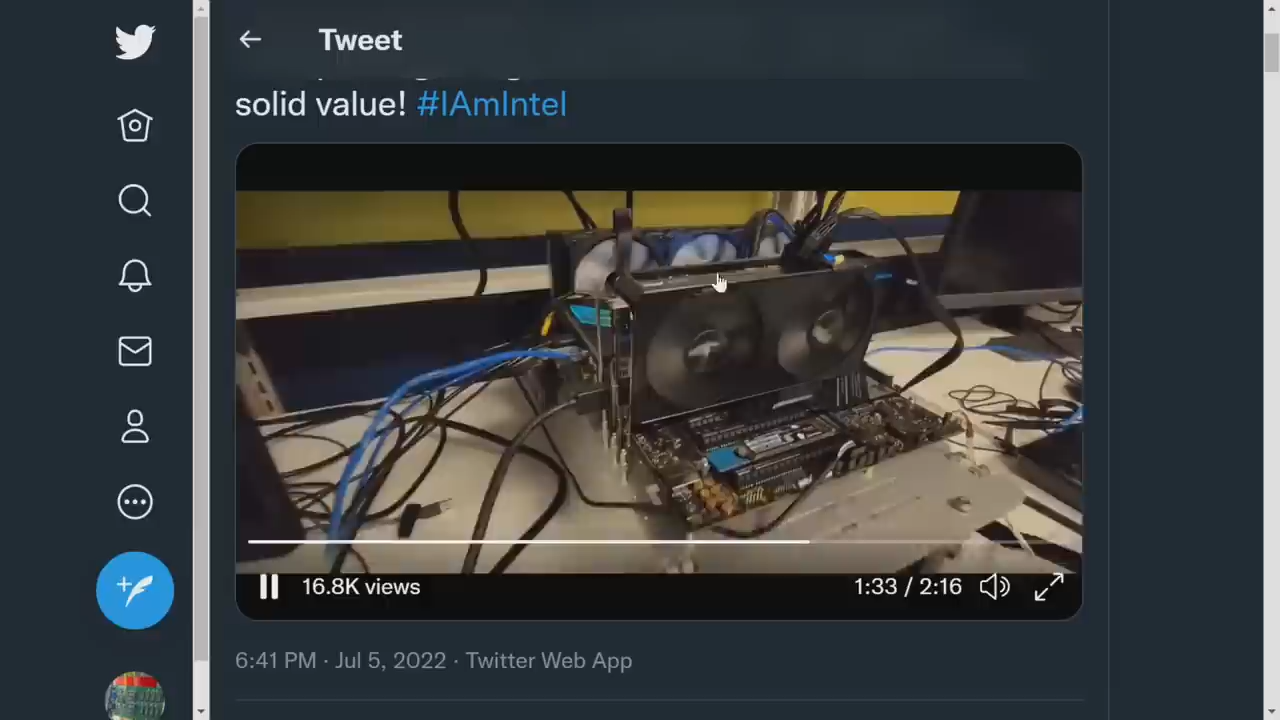 Tweet
solid value! #IAmIntel
16.8K views
1:33 / 2:16
6:41 PM · Jul 5, 2022 · Twitter Web App